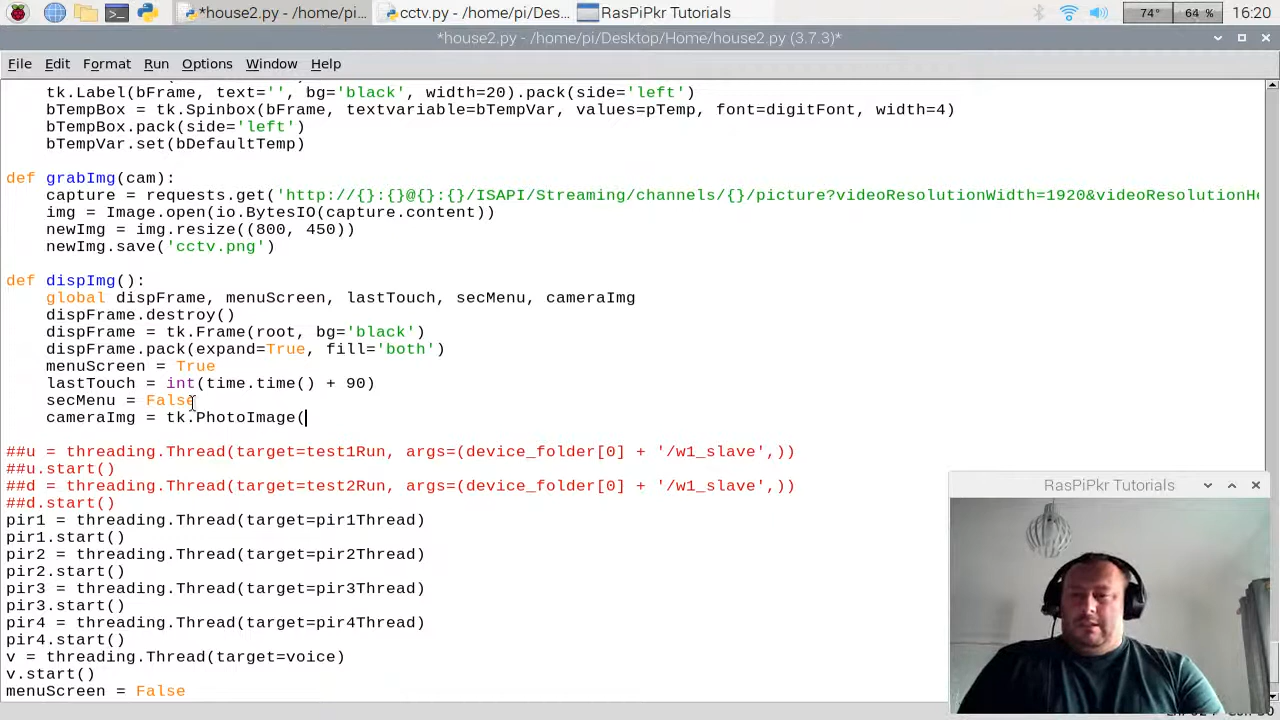 *house2.py - /home/pi... cctv.py - /home/pi/Des... RasPiPkr Tutorials 74° 64 % 16:20
*house2.py - /home/pi/Desktop/Home/house2.py (3.7.3)*
File Edit Format Run Options Window Help
tk.Label(bFrame, text='', bg='black', width=20).pack(side='left')
bTempBox = tk.Spinbox(bFrame, textvariable=bTempVar, values=pTemp, font=digitFont, width=4)
bTempBox.pack(side='left')
bTempVar.set(bDefaultTemp)
def grabImg(cam):
capture = requests.get('http://{}:{}@{}:{}/ISAPI/Streaming/channels/{}/picture?videoResolutionWidth=1920&videoResolutionHe
img = Image.open(io.BytesIO(capture.content))
newImg = img.resize((800, 450))
newImg.save('cctv.png')
def dispImg():
global dispFrame, menuScreen, lastTouch, secMenu, cameraImg
dispFrame.destroy()
dispFrame = tk.Frame(root, bg='black')
dispFrame.pack(expand=True, fill='both')
menuScreen = True
lastTouch = int(time.time() + 90)
secMenu = False
cameraImg = tk.PhotoImage(
##u = threading.Thread(target=test1Run, args=(device_folder[0] + '/w1_slave',))
##u.start()
##d = threading.Thread(target=test2Run, args=(device_folder[0] + '/w1_slave',))
##d.start()
pir1 = threading.Thread(target=pir1Thread)
pir1.start()
pir2 = threading.Thread(target=pir2Thread)
pir2.start()
pir3 = threading.Thread(target=pir3Thread)
pir3.start()
pir4 = threading.Thread(target=pir4Thread)
pir4.start()
v = threading.Thread(target=voice)
v.start()
menuScreen = False
RasPiPkr Tutorials